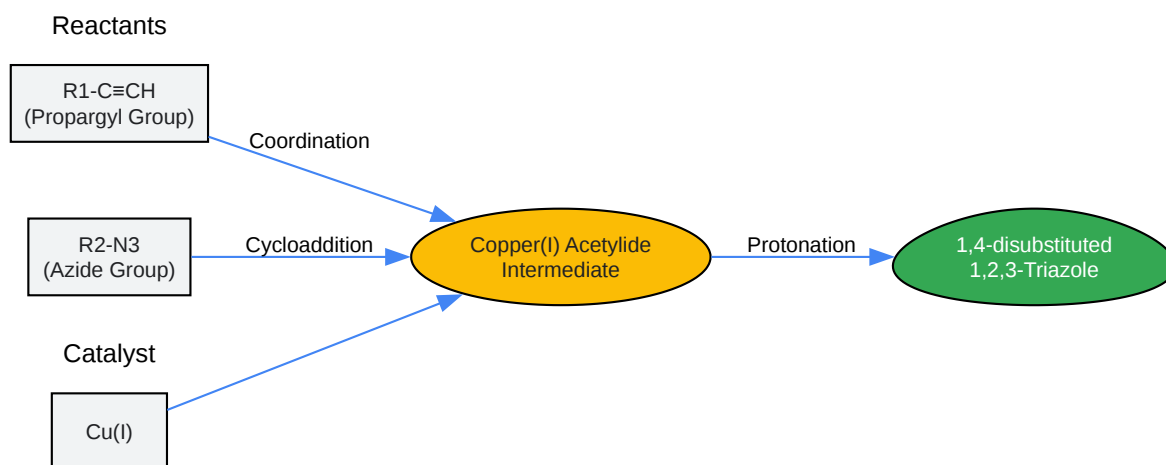 Reactants
R1-C≡CH
(Propargyl Group)
Coordination
R2-N3
(Azide Group)
Cycloaddition
Copper(I) Acetylide
Intermediate
Protonation
1,4-disubstituted
1,2,3-Triazole
Catalyst
Cu(I)